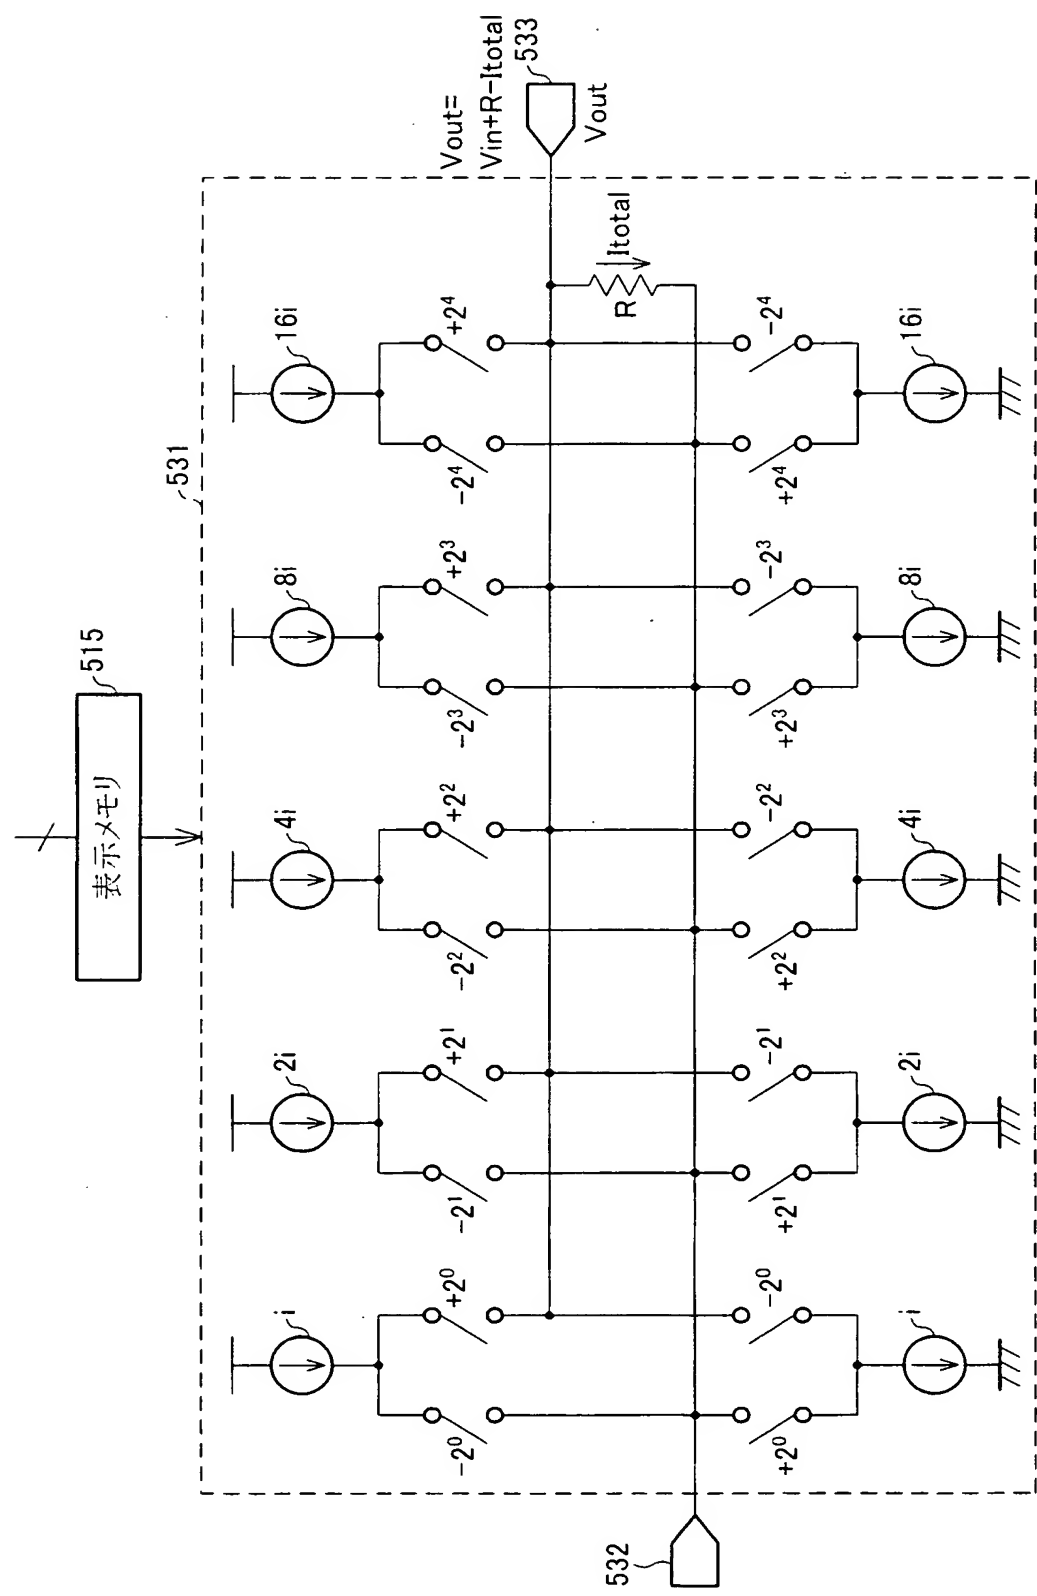 515
表示メモリ
531
i
2i
4i
8i
16i
-2⁰
+2⁰
-2¹
+2¹
-2²
+2²
-2³
+2³
-2⁴
+2⁴
Vout=
Vin+R-Itotal
533
Vout
R
Itotal
532
+2⁰
-2⁰
+2¹
-2¹
+2²
-2²
+2³
-2³
+2⁴
-2⁴
i
2i
4i
8i
16i